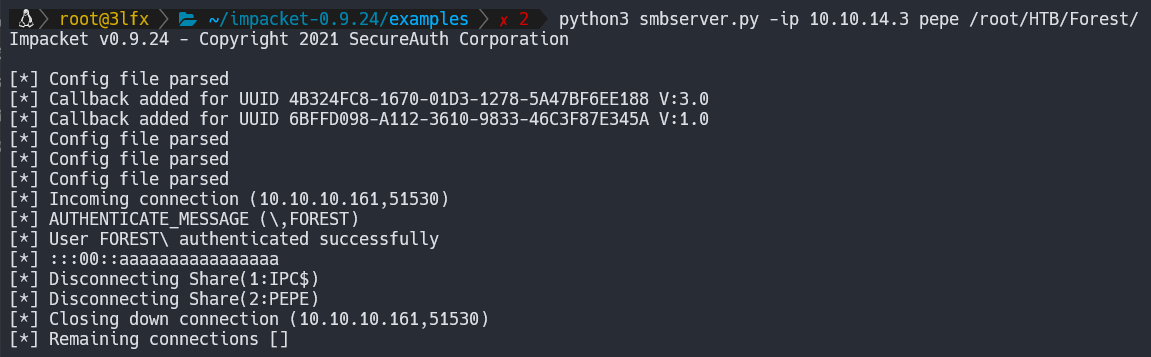 root@3lfx ~/impacket-0.9.24/examples ✗ 2 python3 smbserver.py -ip 10.10.14.3 pepe /root/HTB/Forest/
Impacket v0.9.24 - Copyright 2021 SecureAuth Corporation
[*] Config file parsed
[*] Callback added for UUID 4B324FC8-1670-01D3-1278-5A47BF6EE188 V:3.0
[*] Callback added for UUID 6BFFD098-A112-3610-9833-46C3F87E345A V:1.0
[*] Config file parsed
[*] Config file parsed
[*] Config file parsed
[*] Incoming connection (10.10.10.161,51530)
[*] AUTHENTICATE_MESSAGE (\,FOREST)
[*] User FOREST\ authenticated successfully
[*] :::00::aaaaaaaaaaaaaaaa
[*] Disconnecting Share(1:IPC$)
[*] Disconnecting Share(2:PEPE)
[*] Closing down connection (10.10.10.161,51530)
[*] Remaining connections []